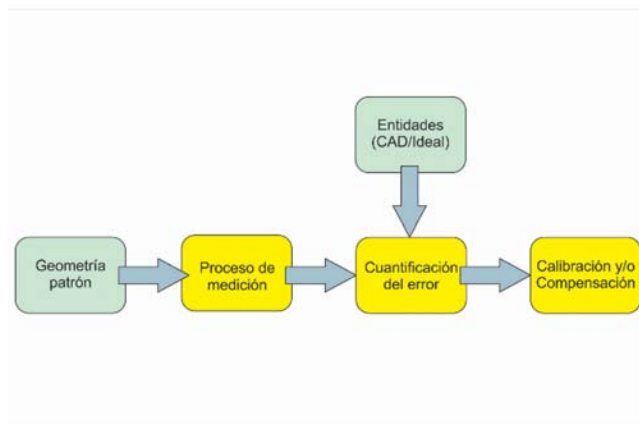 Entidades
(CAD/Ideal)
Geometría
patrón
Proceso de
medición
Cuantificación
del error
Calibración y/o
Compensación